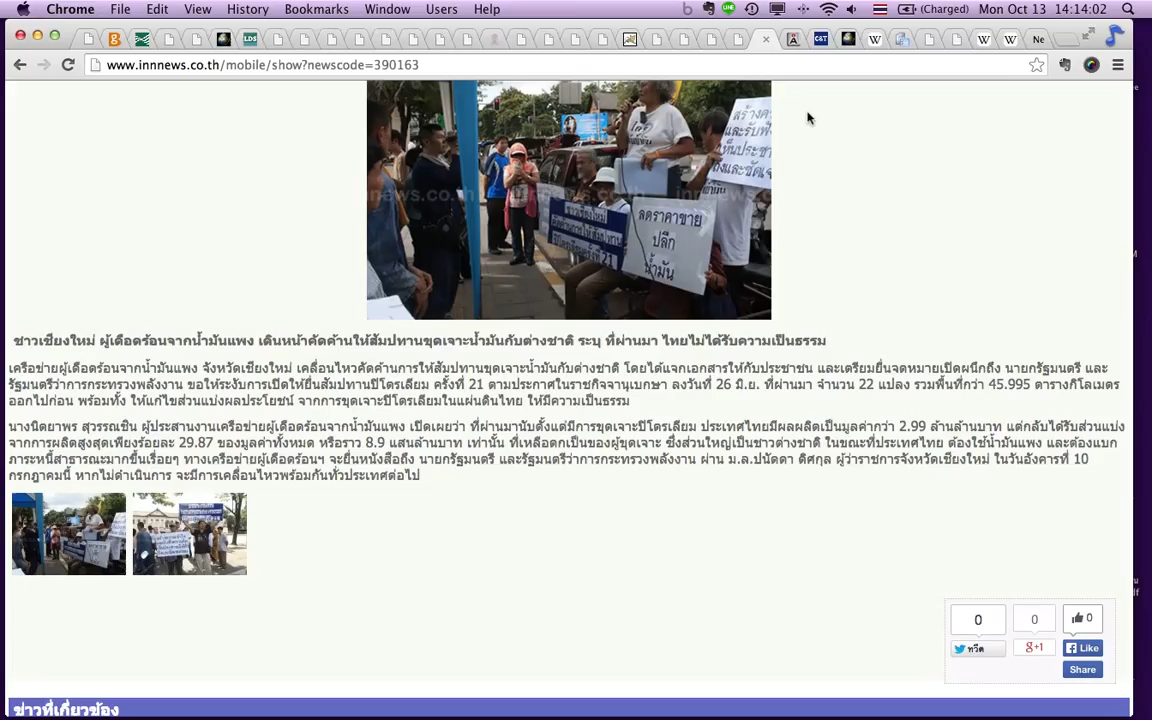 Chrome File Edit View History Bookmarks Window Users Help (Charged) Mon Oct 13 14:14:02
LDS C&T W W W Ne
www.innnews.co.th/mobile/show?newscode=390163
สร้างคว
และรับฟัง
เห็นประชา
ลดราคาขาย
ปลีก
น้ำมัน
ชาวเชียงใหม่
innnews.co.th
ชาวเชียงใหม่ ผู้เดือดร้อนจากน้ำมันแพง เดินหน้าคัดค้านให้สัมปทานขุดเจาะน้ำมันกับต่างชาติ ระบุ ที่ผ่านมา ไทยไม่ได้รับความเป็นธรรม
เครือข่ายผู้เดือดร้อนจากน้ำมันแพง จังหวัดเชียงใหม่ เคลื่อนไหวคัดค้านการให้สัมปทานขุดเจาะน้ำมันกับต่างชาติ โดยได้แจกเอกสารให้กับประชาชน และเตรียมยื่นจดหมายเปิดผนึกถึง นายกรัฐมนตรี และ
รัฐมนตรีว่าการกระทรวงพลังงาน ขอให้ระงับการเปิดให้ยื่นสัมปทานปิโตรเลียม ครั้งที่ 21 ตามประกาศในราชกิจจานุเบกษา ลงวันที่ 26 มิ.ย. ที่ผ่านมา จำนวน 22 แปลง รวมพื้นที่กว่า 45.995 ตารางกิโลเมตร
ออกไปก่อน พร้อมทั้ง ให้แก้ไขส่วนแบ่งผลประโยชน์ จากการขุดเจาะปิโตรเลียมในแผ่นดินไทย ให้มีความเป็นธรรม
นางนิตยาพร สุวรรณชิน ผู้ประสานงานเครือข่ายผู้เดือดร้อนจากน้ำมันแพง เปิดเผยว่า ที่ผ่านมานับตั้งแต่มีการขุดเจาะปิโตรเลียม ประเทศไทยมีผลผลิตเป็นมูลค่ากว่า 2.99 ล้านล้านบาท แต่กลับได้รับส่วนแบ่ง
จากการผลิตสูงสุดเพียงร้อยละ 29.87 ของมูลค่าทั้งหมด หรือราว 8.9 แสนล้านบาท เท่านั้น ที่เหลือตกเป็นของผู้ขุดเจาะ ซึ่งส่วนใหญ่เป็นชาวต่างชาติ ในขณะที่ประเทศไทย ต้องใช้น้ำมันแพง และต้องแบก
ภาระหนี้สาธารณะมากขึ้นเรื่อยๆ ทางเครือข่ายผู้เดือดร้อนฯ จะยื่นหนังสือถึง นายกรัฐมนตรี และรัฐมนตรีว่าการกระทรวงพลังงาน ผ่าน ม.ล.ปนัดดา ดิศกุล ผู้ว่าราชการจังหวัดเชียงใหม่ ในวันอังคารที่ 10
กรกฎาคมนี้ หากไม่ดำเนินการ จะมีการเคลื่อนไหวพร้อมกันทั่วประเทศต่อไป
0 0 0
ทวีต g+1 Like
Share
ข่าวที่เกี่ยวข้อง